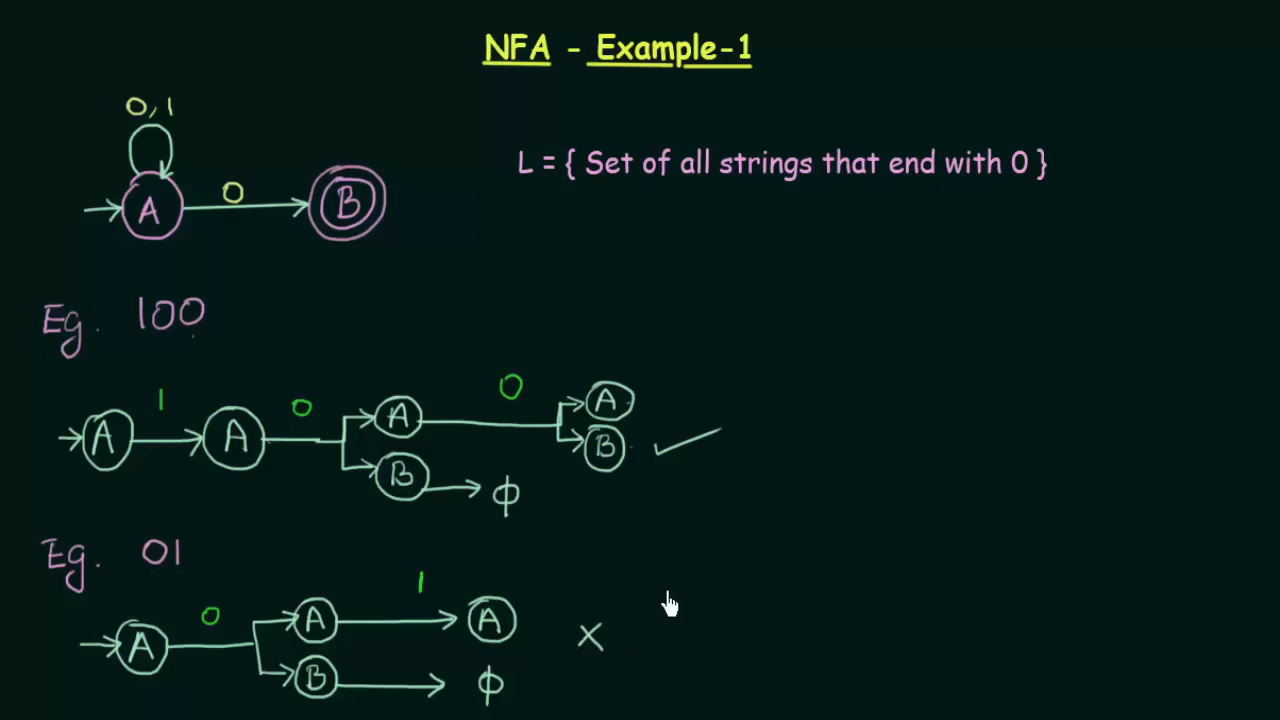 NFA - Example-1
0,1
L = { Set of all strings that end with 0 }
A 0 B
Eg. 100
1 0 0
A A A A
B φ B
Eg. 01
0 1
A A A
B φ